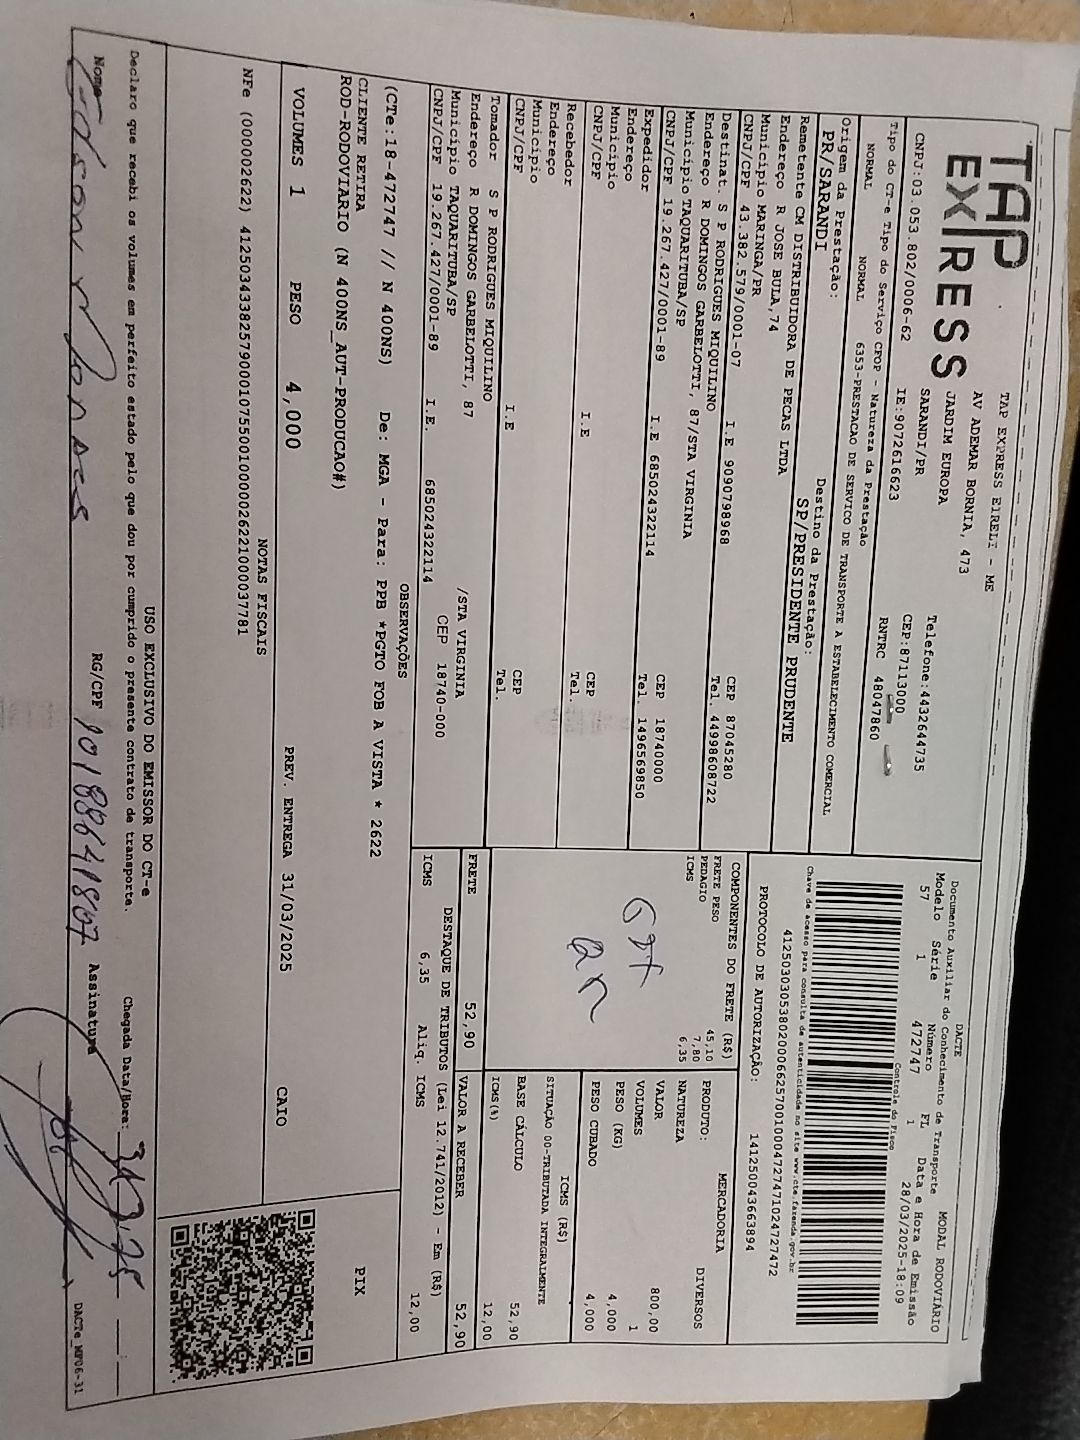 TAP
EXPRESS
TAP EXPRESS EIRELI - ME
AV ADEMAR BORNIA, 473
JARDIM EUROPA
SARANDI/PR
Telefone:4432644735
CEP:87113000
CNPJ:03.053.802/0006-62 IE:9072616623 RNTRC 48047860
Tipo do CT-e Tipo do Serviço CFOP - Natureza da Prestação
NORMAL NORMAL 6353-PRESTACAO DE SERVICO DE TRANSPORTE A ESTABELECIMENTO COMERCIAL
Origem da Prestação: Destino da Prestação:
PR/SARANDI SP/PRESIDENTE PRUDENTE
Remetente CM DISTRIBUIDORA DE PECAS LTDA
Endereço R JOSE BULA,74
Município MARINGA/PR CEP 87045280
CNPJ/CPF 43.382.579/0001-07 I.E 9090798968 Tel. 44998608722
Destinat. S P RODRIGUES MIQUILINO
Endereço R DOMINGOS GARBELOTTI, 87/STA VIRGINIA
Município TAQUARITUBA/SP CEP 18740000
CNPJ/CPF 19.267.427/0001-89 I.E 685024322114 Tel. 1496569850
Expedidor
Endereço
Município CEP
CNPJ/CPF I.E Tel.
Recebedor
Endereço
Município CEP
CNPJ/CPF I.E Tel.
Tomador S P RODRIGUES MIQUILINO
Endereço R DOMINGOS GARBELOTTI, 87 /STA VIRGINIA
Município TAQUARITUBA/SP CEP 18740-000
CNPJ/CPF 19.267.427/0001-89 I.E. 685024322114
DACTE MODAL RODOVIÁRIO
Documento Auxiliar do Conhecimento de Transporte
Modelo Série Número FL Data e Hora de Emissão
57 1 472747 1 28/03/2025-18:09
Controle do Fisco
Chave de acesso para consulta de autenticidade no site www.cte.fazenda.gov.br
41250303053802000662570010004727471024727472
PROTOCOLO DE AUTORIZAÇÃO: 141250043663894
COMPONENTES DO FRETE (R$)
FRETE PESO 45,10
PEDAGIO 7,80
ICMS 6,35
FRETE 52,90
PRODUTO: MERCADORIA
NATUREZA DIVERSOS
VALOR 800,00
VOLUMES 1
PESO (KG) 4,000
PESO CUBADO 4,000
ICMS (R$)
SITUAÇÃO 00-TRIBUTADA INTEGRALMENTE
BASE CÁLCULO 52,90
ICMS(%) 12,00
VALOR A RECEBER 52,90
DESTAQUE DE TRIBUTOS (Lei 12.741/2012) - Em (R$)
ICMS 6,35 Aliq. ICMS 12,00
OBSERVAÇÕES
(CTe:18-472747 // N 400NS) De: MGA - Para: PPB *PGTO FOB A VISTA * 2622
CLIENTE RETIRA
ROD-RODOVIARIO (N 400NS_AUT-PRODUCAO#)
PIX
VOLUMES 1 PESO 4,000 PREV. ENTREGA 31/03/2025 CAIO
NOTAS FISCAIS
NFe (000002622) 41250343382579000107550010000026221000037781
USO EXCLUSIVO DO EMISSOR DO CT-e
Declaro que recebi os volumes em perfeito estado pelo que dou por cumprido o presente contrato de transporte.
Chegada Data/Hora:
Nome RG/CPF 10188641807 Assinatura